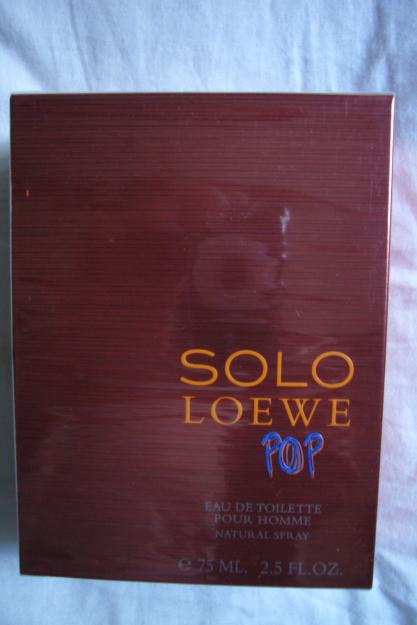 SOLO
LOEWE
POP
EAU DE TOILETTE
POUR HOMME
NATURAL SPRAY
e 75 ML. 2.5 FL.OZ.